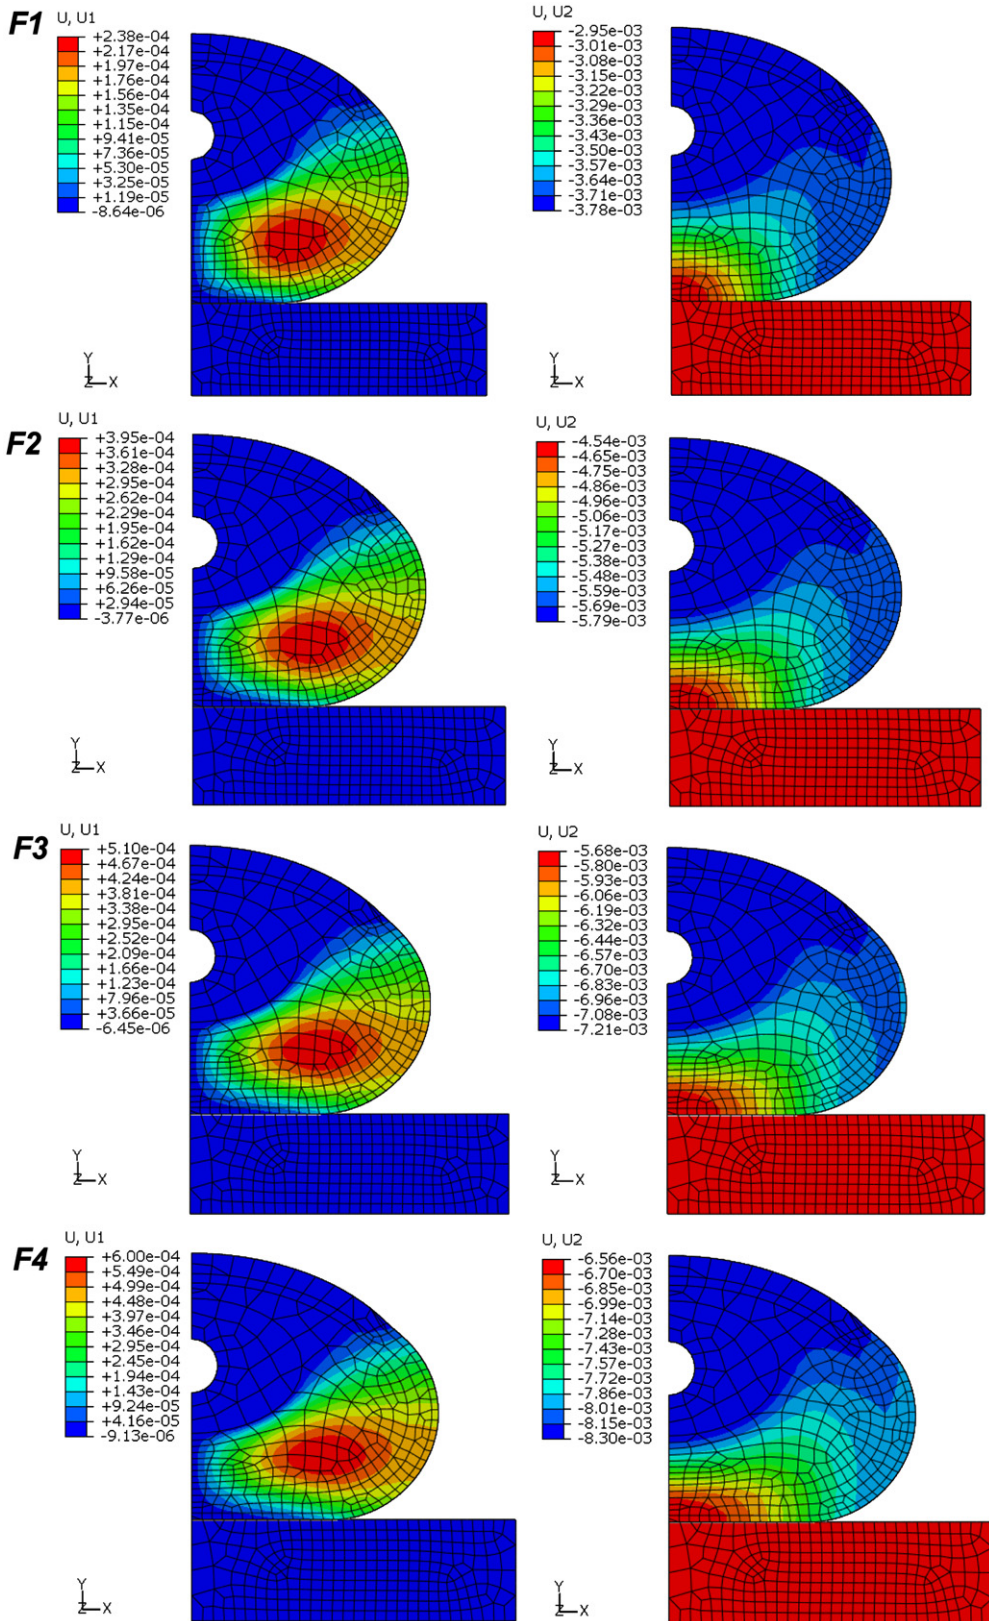 F1
U, U1
+2.38e-04
+2.17e-04
+1.97e-04
+1.76e-04
+1.56e-04
+1.35e-04
+1.15e-04
+9.41e-05
+7.36e-05
+5.30e-05
+3.25e-05
+1.19e-05
-8.64e-06
Y
Z X
U, U2
-2.95e-03
-3.01e-03
-3.08e-03
-3.15e-03
-3.22e-03
-3.29e-03
-3.36e-03
-3.43e-03
-3.50e-03
-3.57e-03
-3.64e-03
-3.71e-03
-3.78e-03
Y
Z X
F2
U, U1
+3.95e-04
+3.61e-04
+3.28e-04
+2.95e-04
+2.62e-04
+2.29e-04
+1.95e-04
+1.62e-04
+1.29e-04
+9.58e-05
+6.26e-05
+2.94e-05
-3.77e-06
Y
Z X
U, U2
-4.54e-03
-4.65e-03
-4.75e-03
-4.86e-03
-4.96e-03
-5.06e-03
-5.17e-03
-5.27e-03
-5.38e-03
-5.48e-03
-5.59e-03
-5.69e-03
-5.79e-03
Y
Z X
F3
U, U1
+5.10e-04
+4.67e-04
+4.24e-04
+3.81e-04
+3.38e-04
+2.95e-04
+2.52e-04
+2.09e-04
+1.66e-04
+1.23e-04
+7.96e-05
+3.66e-05
-6.45e-06
Y
Z X
U, U2
-5.68e-03
-5.80e-03
-5.93e-03
-6.06e-03
-6.19e-03
-6.32e-03
-6.44e-03
-6.57e-03
-6.70e-03
-6.83e-03
-6.96e-03
-7.08e-03
-7.21e-03
Y
Z X
F4
U, U1
+6.00e-04
+5.49e-04
+4.99e-04
+4.48e-04
+3.97e-04
+3.46e-04
+2.95e-04
+2.45e-04
+1.94e-04
+1.43e-04
+9.24e-05
+4.16e-05
-9.13e-06
Y
Z X
U, U2
-6.56e-03
-6.70e-03
-6.85e-03
-6.99e-03
-7.14e-03
-7.28e-03
-7.43e-03
-7.57e-03
-7.72e-03
-7.86e-03
-8.01e-03
-8.15e-03
-8.30e-03
Y
Z X